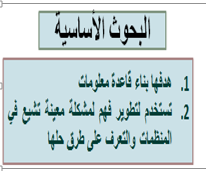 البحوث الأساسية
1. هدفها بناء قاعدة معلومات
2. تستخدم لتطوير فهم لمشكلة معينة تشيع في
المنظمات والتعرف على طرق حلها